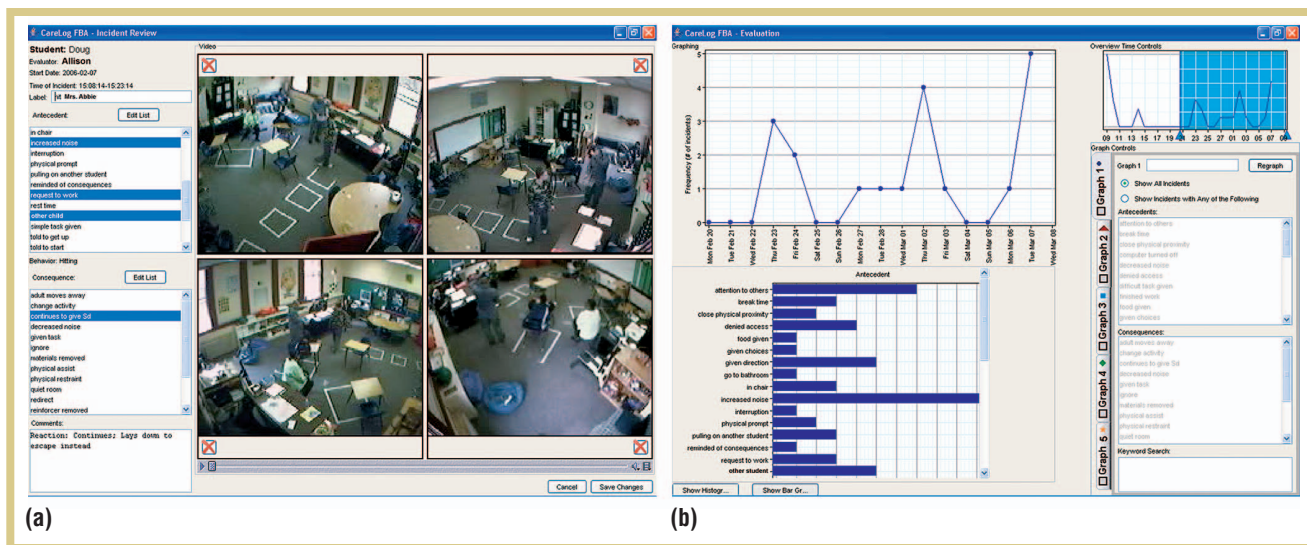 CareLog FBA - Incident Review
Student: Doug
Evaluator: Allison
Start Date: 2006-02-07
Time of Incident: 15:08:14-15:23:14
Label: st Mrs. Abbie
Antecedent:
Edit List
in chair
increased noise
interruption
physical prompt
pulling on another student
reminded of consequences
request to work
rest time
other child
simple task given
told to get up
told to start
Behavior: Hitting
Consequence:
Edit List
adult moves away
change activity
continues to give Sd
decreased noise
given task
ignore
materials removed
physical assist
physical restraint
quiet room
redirect
reinforcer removed
Comments:
Reaction: Continues; Lays down to
escape instead
Video
Cancel
Save Changes
(a)
CareLog FBA - Evaluation
Graphing
Frequency (# of incidents)
5
4
3
2
1
0
Mon Feb 20
Tue Feb 21
Wed Feb 22
Thu Feb 23
Fri Feb 24
Sat Feb 25
Sun Feb 26
Mon Feb 27
Tue Feb 28
Wed Mar 01
Thu Mar 02
Fri Mar 03
Sat Mar 04
Sun Mar 05
Mon Mar 06
Tue Mar 07
Wed Mar 08
Antecedent
attention to others
break time
close physical proximity
denied access
food given
given choices
given direction
go to bathroom
in chair
increased noise
interruption
physical prompt
pulling on another student
reminded of consequences
request to work
other student
Show Histogr...
Show Bar Gr...
Overview Time Controls
09 11 13 15 17 19 23 25 27 01 03 05 07
Graph Controls
Graph 1
Graph 2
Graph 3
Graph 4
Graph 5
Graph 1
Regraph
Show All Incidents
Show Incidents with Any of the Following
Antecedents:
attention to others
break time
close physical proximity
computer turned off
decreased noise
denied access
difficult task given
finished work
food given
given choices
Consequences:
adult moves away
change activity
continues to give Sd
decreased noise
given task
ignore
materials removed
physical assist
physical restraint
quiet room
Keyword Search:
(b)